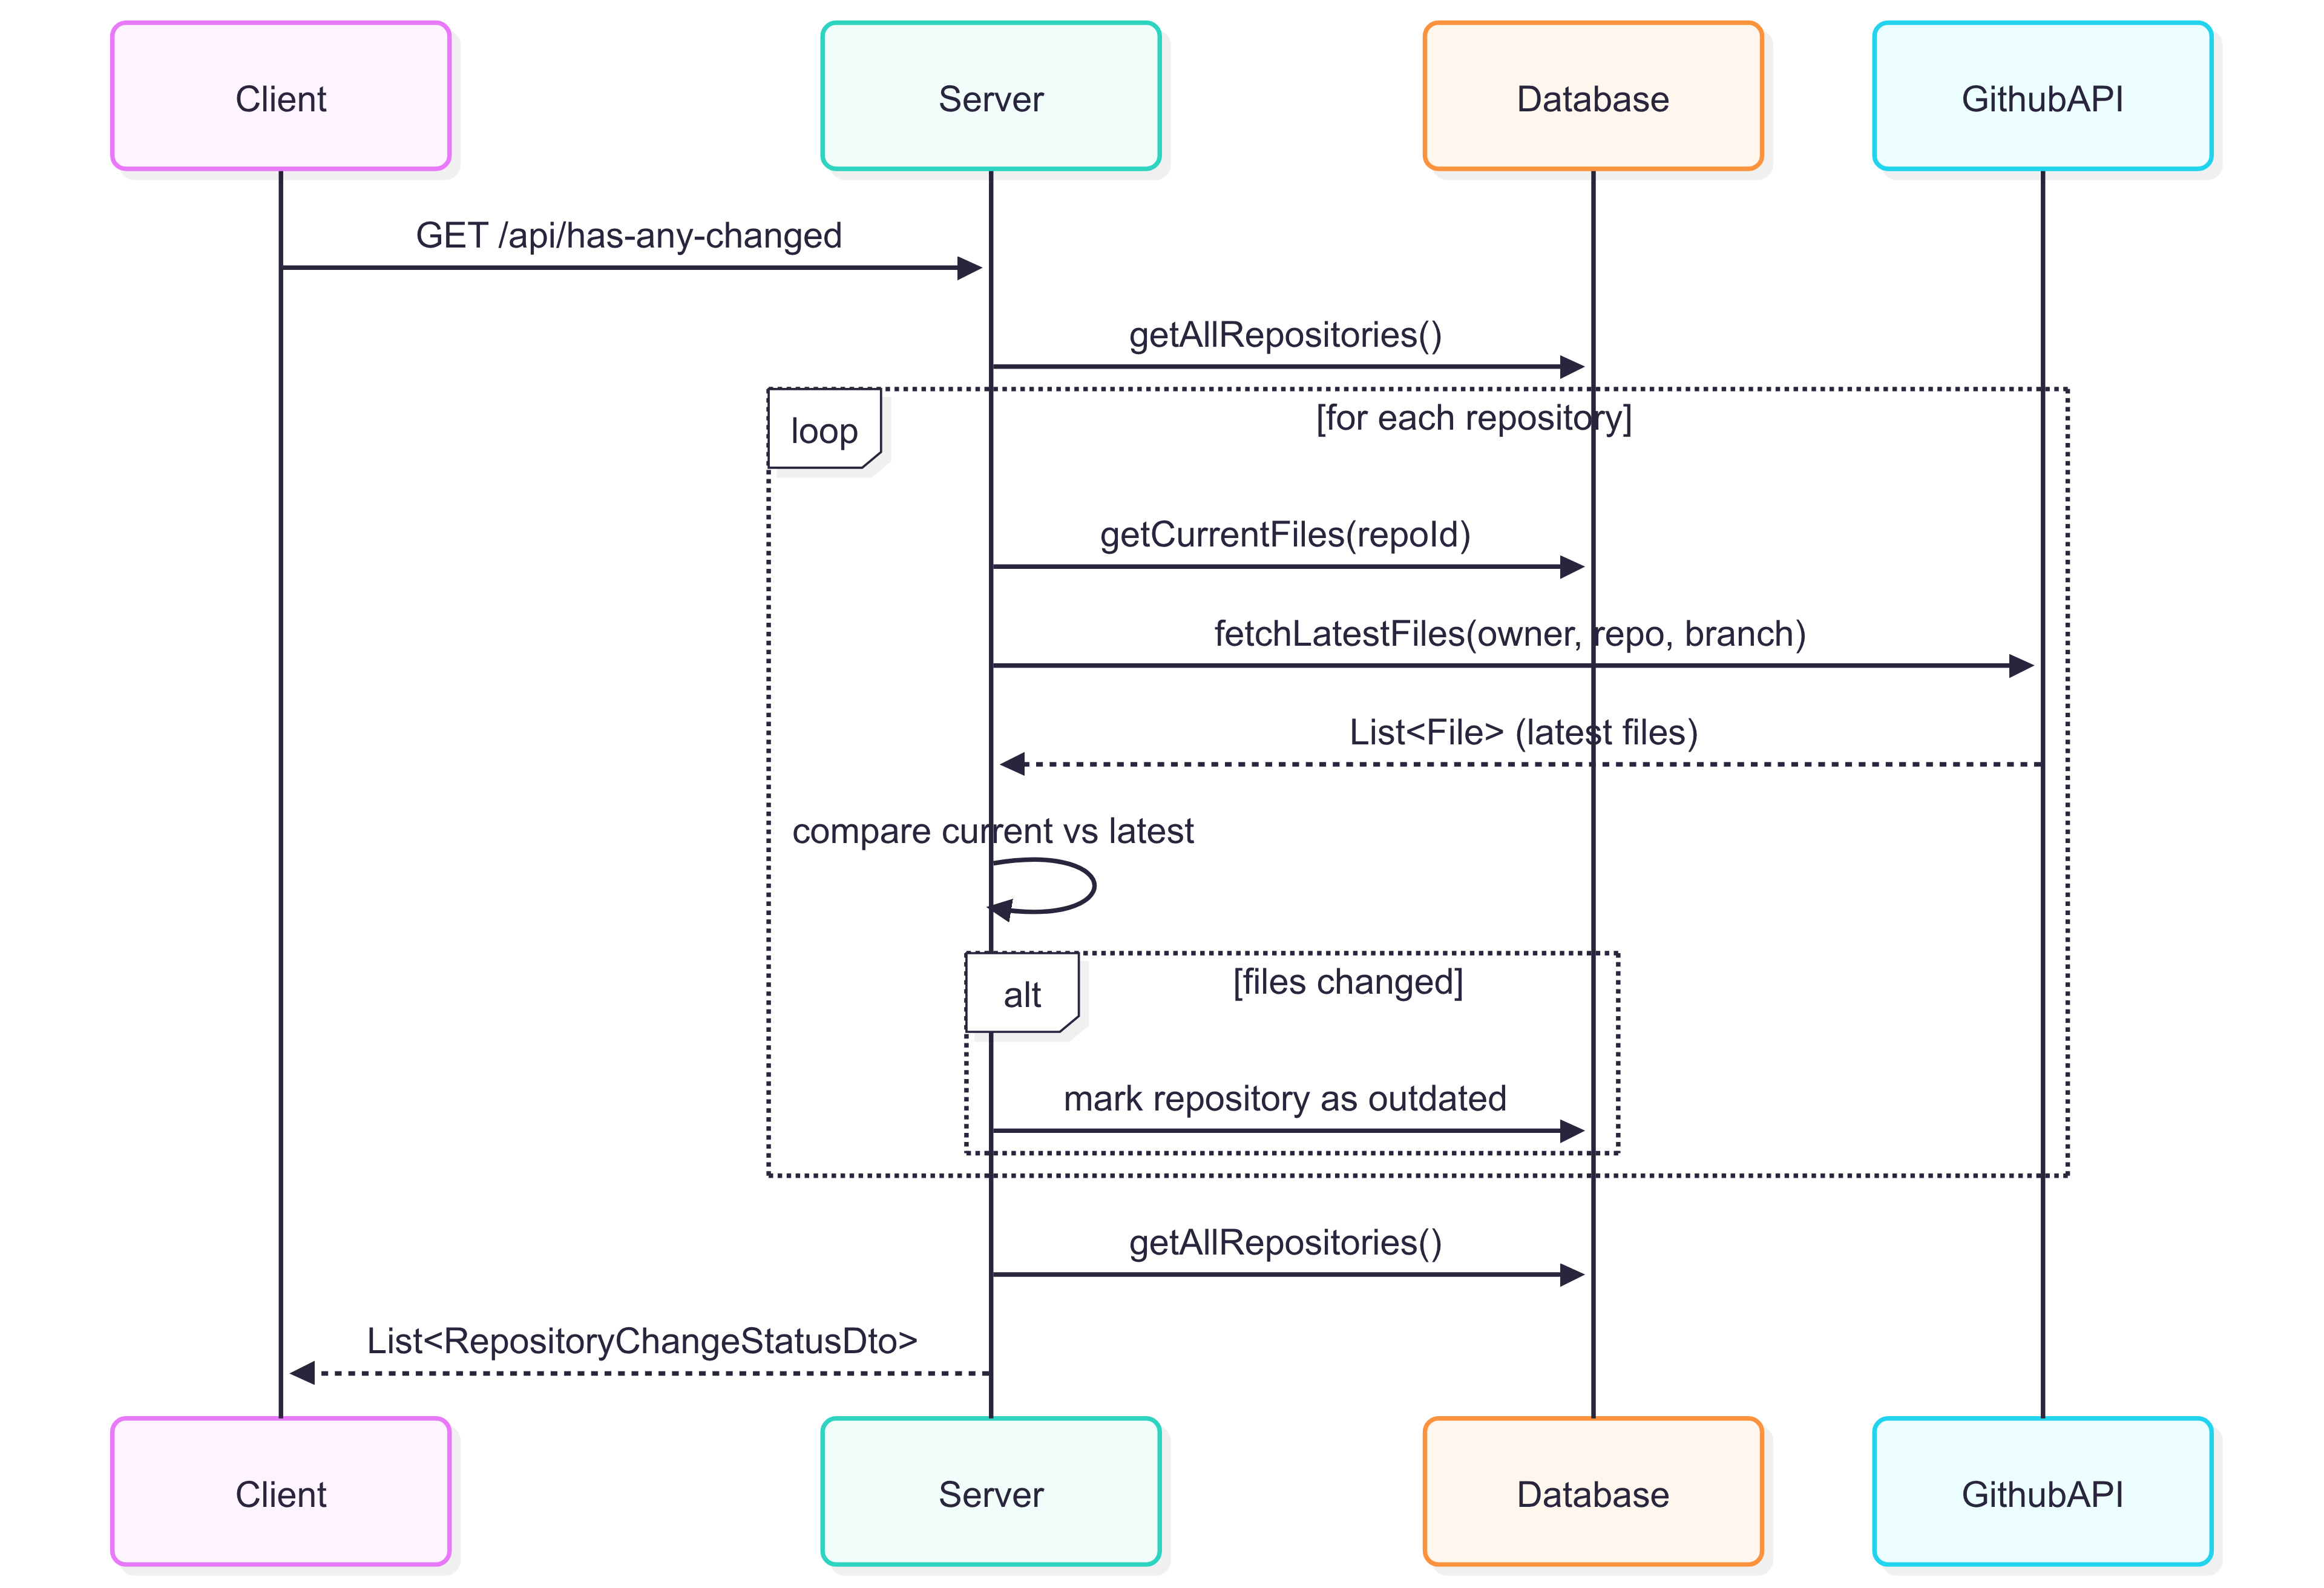 Client
Server
Database
GithubAPI
GET /api/has-any-changed
getAllRepositories()
loop
[for each repository]
getCurrentFiles(repoId)
fetchLatestFiles(owner, repo, branch)
List<File> (latest files)
compare current vs latest
alt
[files changed]
mark repository as outdated
getAllRepositories()
List<RepositoryChangeStatusDto>
Client
Server
Database
GithubAPI